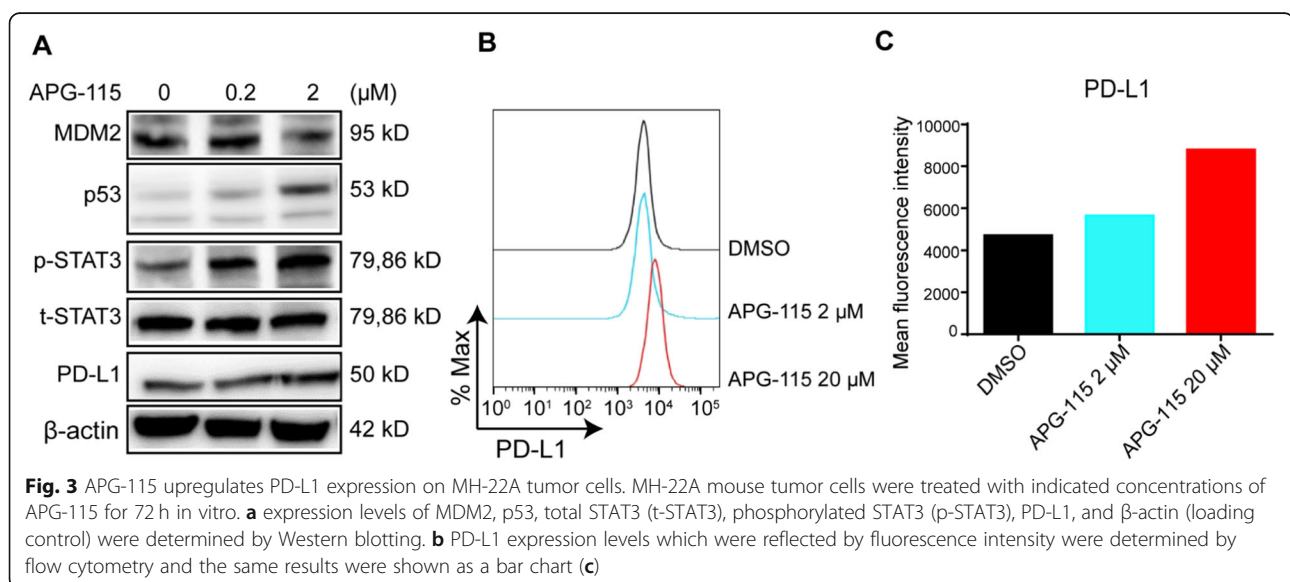 A
APG-115 0 0.2 2 (µM)
MDM2 95 kD
p53 53 kD
p-STAT3 79,86 kD
t-STAT3 79,86 kD
PD-L1 50 kD
β-actin 42 kD
B
DMSO
APG-115 2 µM
APG-115 20 µM
% Max
10⁰ 10¹ 10² 10³ 10⁴ 10⁵
PD-L1
C
PD-L1
Mean fluorescence intensity
10000
8000
6000
4000
2000
0
DMSO
APG-115 2 µM
APG-115 20 µM
Fig. 3 APG-115 upregulates PD-L1 expression on MH-22A tumor cells. MH-22A mouse tumor cells were treated with indicated concentrations of
APG-115 for 72 h in vitro. a expression levels of MDM2, p53, total STAT3 (t-STAT3), phosphorylated STAT3 (p-STAT3), PD-L1, and β-actin (loading
control) were determined by Western blotting. b PD-L1 expression levels which were reflected by fluorescence intensity were determined by
flow cytometry and the same results were shown as a bar chart (c)